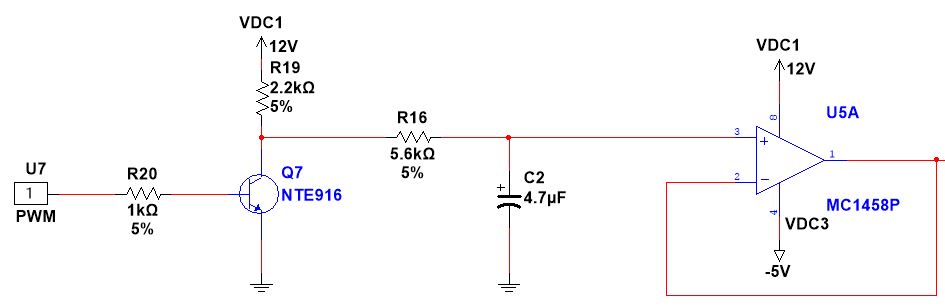 VDC1
12V
R19
2.2kΩ
5%
VDC1
12V
8
U5A
R16
3
+
5.6kΩ
5%
1
U7
1
PWM
R20
1kΩ
5%
Q7
NTE916
+
C2
4.7µF
2
−
MC1458P
4
VDC3
-5V